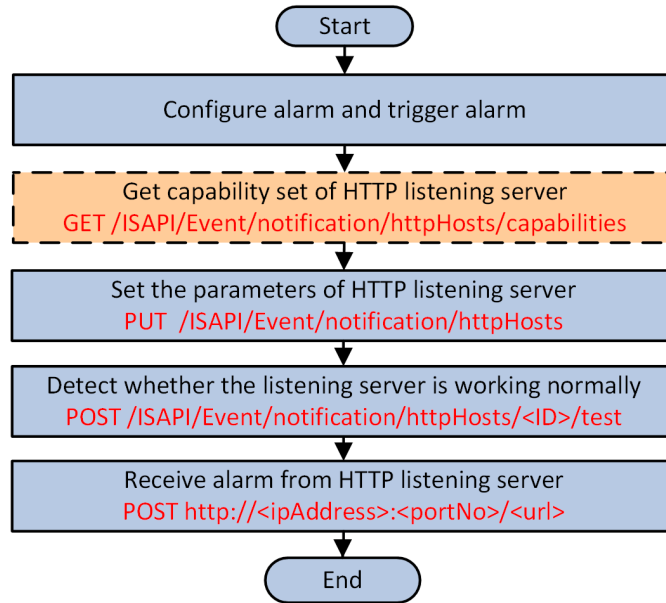 Start
Configure alarm and trigger alarm
Get capability set of HTTP listening server
GET /ISAPI/Event/notification/httpHosts/capabilities
Set the parameters of HTTP listening server
PUT /ISAPI/Event/notification/httpHosts
Detect whether the listening server is working normally
POST /ISAPI/Event/notification/httpHosts/<ID>/test
Receive alarm from HTTP listening server
POST http://<ipAddress>:<portNo>/<url>
End